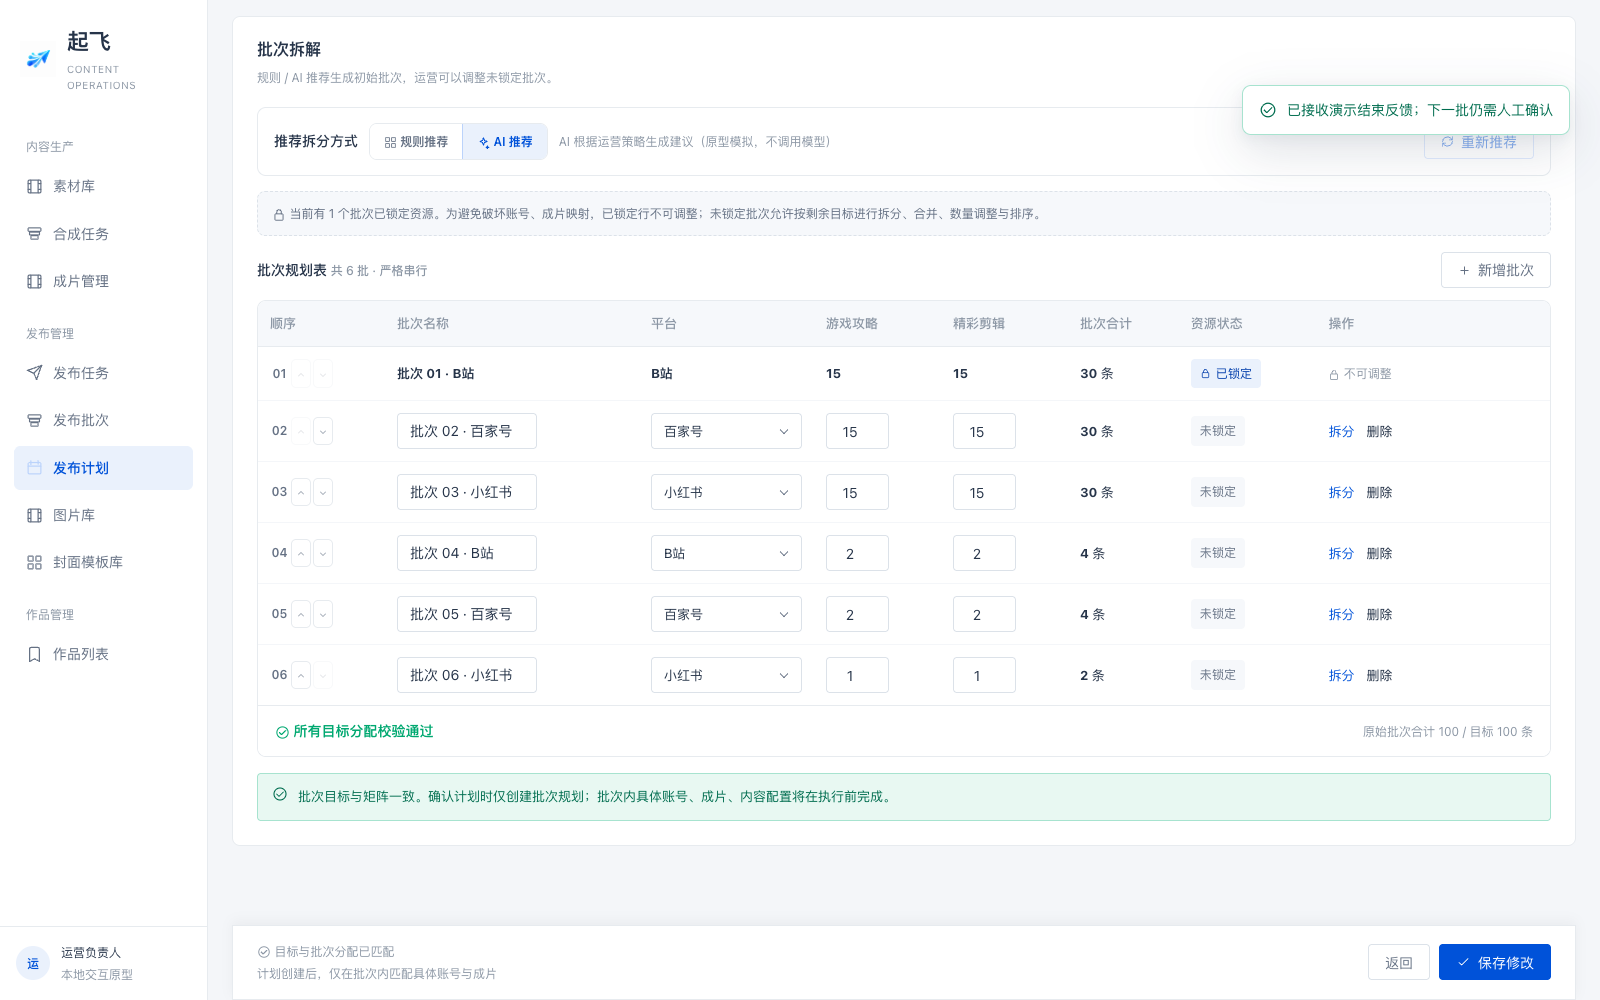 起飞
CONTENT
OPERATIONS
内容生产
素材库
合成任务
成片管理
发布管理
发布任务
发布批次
发布计划
图片库
封面模板库
作品管理
作品列表
运
运营负责人
本地交互原型
批次拆解
规则 / AI 推荐生成初始批次，运营可以调整未锁定批次。
已接收演示结束反馈；下一批仍需人工确认
推荐拆分方式 规则推荐 AI 推荐 AI 根据运营策略生成建议（原型模拟，不调用模型） 重新推荐
当前有 1 个批次已锁定资源。为避免破坏账号、成片映射，已锁定行不可调整；未锁定批次允许按剩余目标进行拆分、合并、数量调整与排序。
批次规划表 共 6 批 · 严格串行 新增批次
顺序 批次名称 平台 游戏攻略 精彩剪辑 批次合计 资源状态 操作
01 批次 01 · B站 B站 15 15 30 条 已锁定 不可调整
02 批次 02 · 百家号 百家号 15 15 30 条 未锁定 拆分 删除
03 批次 03 · 小红书 小红书 15 15 30 条 未锁定 拆分 删除
04 批次 04 · B站 B站 2 2 4 条 未锁定 拆分 删除
05 批次 05 · 百家号 百家号 2 2 4 条 未锁定 拆分 删除
06 批次 06 · 小红书 小红书 1 1 2 条 未锁定 拆分 删除
所有目标分配校验通过 原始批次合计 100 / 目标 100 条
批次目标与矩阵一致。确认计划时仅创建批次规划；批次内具体账号、成片、内容配置将在执行前完成。
目标与批次分配已匹配
计划创建后，仅在批次内匹配具体账号与成片
返回 保存修改